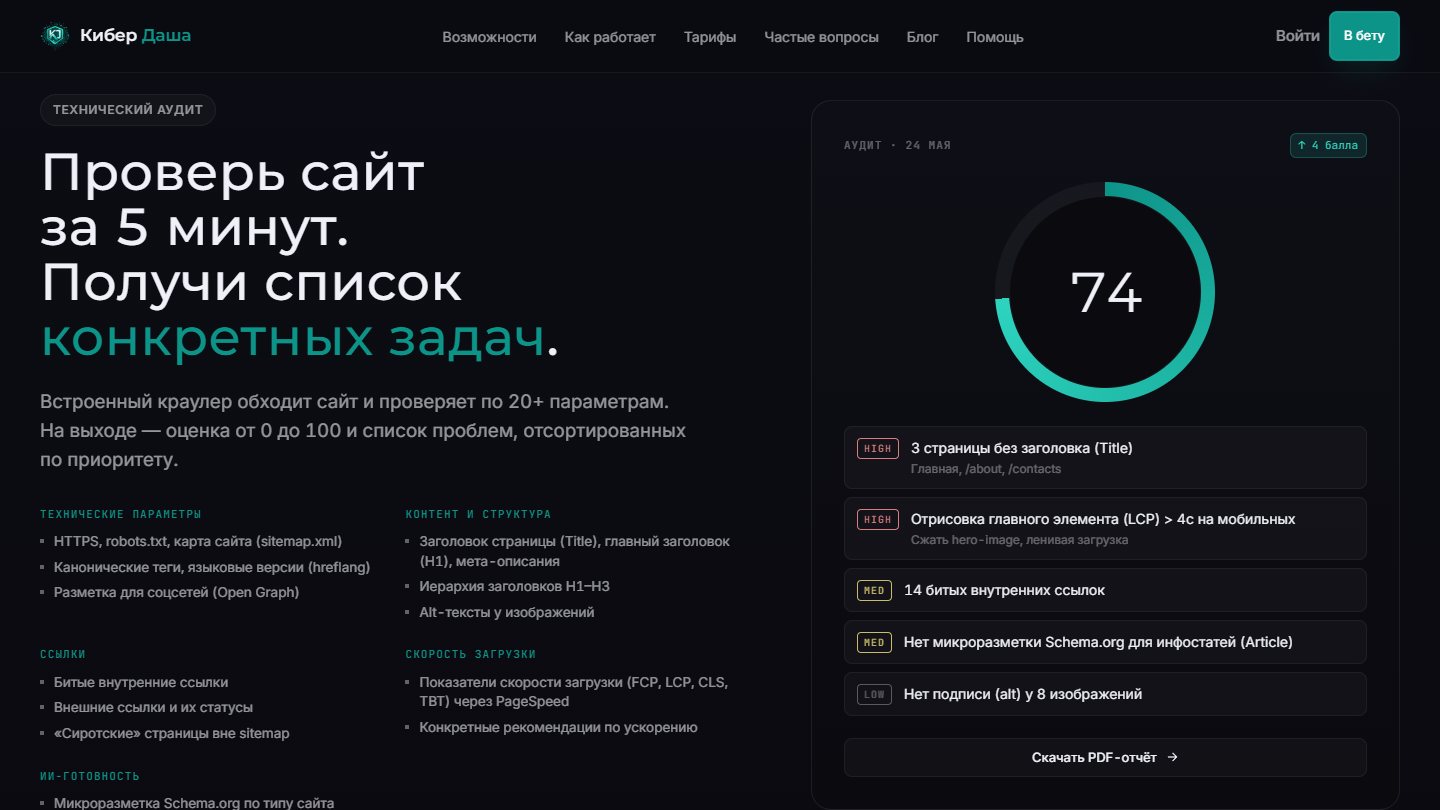 Кибер Даша
Возможности
Как работает
Тарифы
Частые вопросы
Блог
Помощь
Войти
В бету
ТЕХНИЧЕСКИЙ АУДИТ
Проверь сайт
за 5 минут.
Получи список
конкретных задач.
Встроенный краулер обходит сайт и проверяет по 20+ параметрам.
На выходе — оценка от 0 до 100 и список проблем, отсортированных
по приоритету.
ТЕХНИЧЕСКИЕ ПАРАМЕТРЫ
HTTPS, robots.txt, карта сайта (sitemap.xml)
Канонические теги, языковые версии (hreflang)
Разметка для соцсетей (Open Graph)
КОНТЕНТ И СТРУКТУРА
Заголовок страницы (Title), главный заголовок
(H1), мета-описания
Иерархия заголовков H1–H3
Alt-тексты у изображений
ССЫЛКИ
Битые внутренние ссылки
Внешние ссылки и их статусы
«Сиротские» страницы вне sitemap
СКОРОСТЬ ЗАГРУЗКИ
Показатели скорости загрузки (FCP, LCP, CLS,
TBT) через PageSpeed
Конкретные рекомендации по ускорению
ИИ-ГОТОВНОСТЬ
Микроразметка Schema.org по типу сайта
АУДИТ · 24 МАЯ
↑ 4 балла
74
HIGH 3 страницы без заголовка (Title)
Главная, /about, /contacts
HIGH Отрисовка главного элемента (LCP) > 4с на мобильных
Сжать hero-image, ленивая загрузка
MED 14 битых внутренних ссылок
MED Нет микроразметки Schema.org для инфостатей (Article)
LOW Нет подписи (alt) у 8 изображений
Скачать PDF-отчёт →